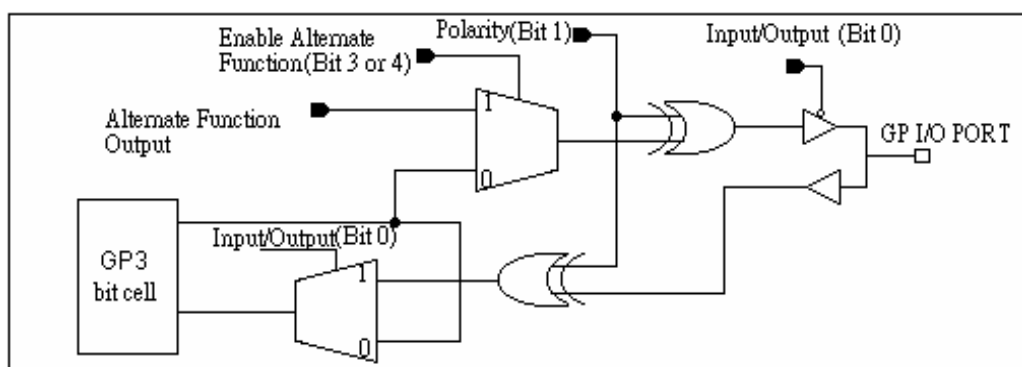 Enable Alternate
Function(Bit 3 or 4)
Polarity(Bit 1)
Input/Output (Bit 0)
1
Alternate Function
Output
GP I/O PORT
0
Input/Output(Bit 0)
GP3
bit cell
1
0